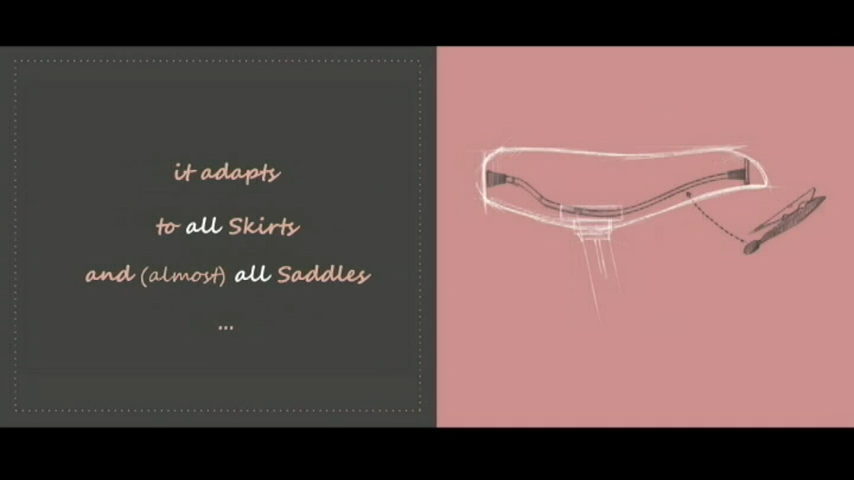 it adapts
to all Skirts
and (almost) all Saddles
...